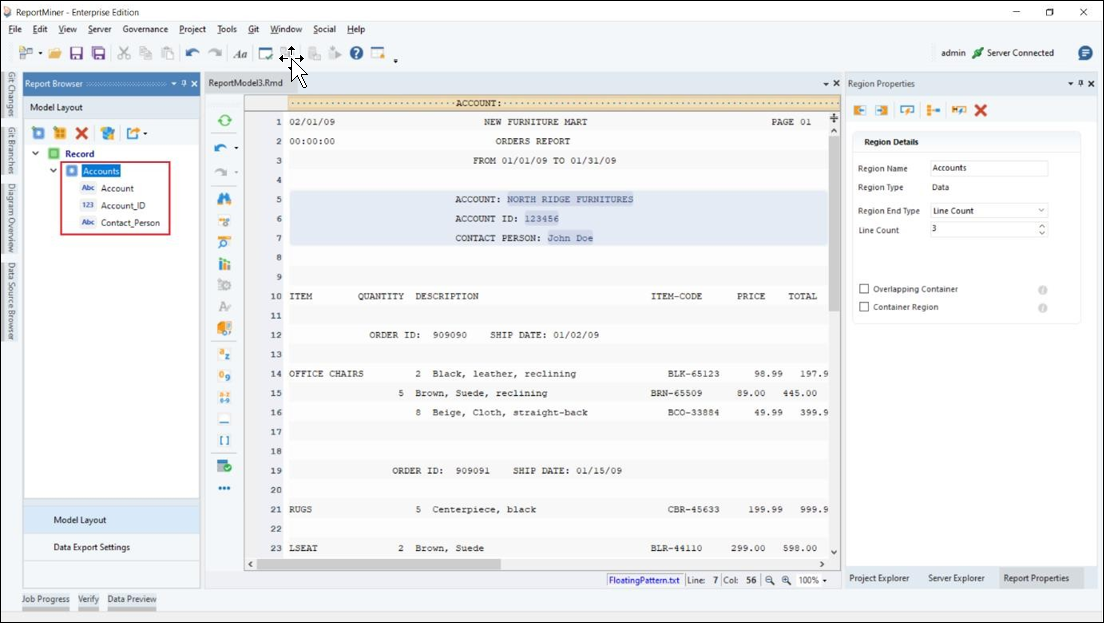 ReportMiner - Enterprise Edition
File Edit View Server Governance Project Tools Git Window Social Help
Aa admin Server Connected
Git Changes
Git Branches
Diagram Overview
Data Source Browser
Report Browser
Model Layout
Record
Accounts
Abc Account
123 Account_ID
Abc Contact_Person
Model Layout
Data Export Settings
ReportModel3.Rmd
ACCOUNT:
1 02/01/09 NEW FURNITURE MART PAGE 01
2 00:00:00 ORDERS REPORT
3 FROM 01/01/09 TO 01/31/09
4
5 ACCOUNT: NORTH RIDGE FURNITURES
6 ACCOUNT ID: 123456
7 CONTACT PERSON: John Doe
8
9
10 ITEM QUANTITY DESCRIPTION ITEM-CODE PRICE TOTAL
11
12 ORDER ID: 909090 SHIP DATE: 01/02/09
13
14 OFFICE CHAIRS 2 Black, leather, reclining BLK-65123 98.99 197.9
15 5 Brown, Suede, reclining BRN-65509 89.00 445.00
16 8 Beige, Cloth, straight-back BCO-33884 49.99 399.9
17
18
19 ORDER ID: 909091 SHIP DATE: 01/15/09
20
21 RUGS 5 Centerpiece, black CBR-45633 199.99 999.9
22
23 LSEAT 2 Brown, Suede BLR-44110 299.00 598.00
FloatingPattern.txt Line: 7 Col: 56 100%
Region Properties
Region Details
Region Name Accounts
Region Type Data
Region End Type Line Count
Line Count 3
Overlapping Container
Container Region
Project Explorer Server Explorer Report Properties
Job Progress Verify Data Preview